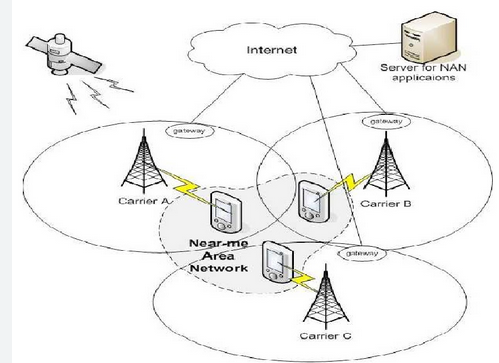 Internet
Server for NAN
applicaions
gateway
gateway
Carrier A
Carrier B
Near-me
Area
Network
gateway
Carrier C